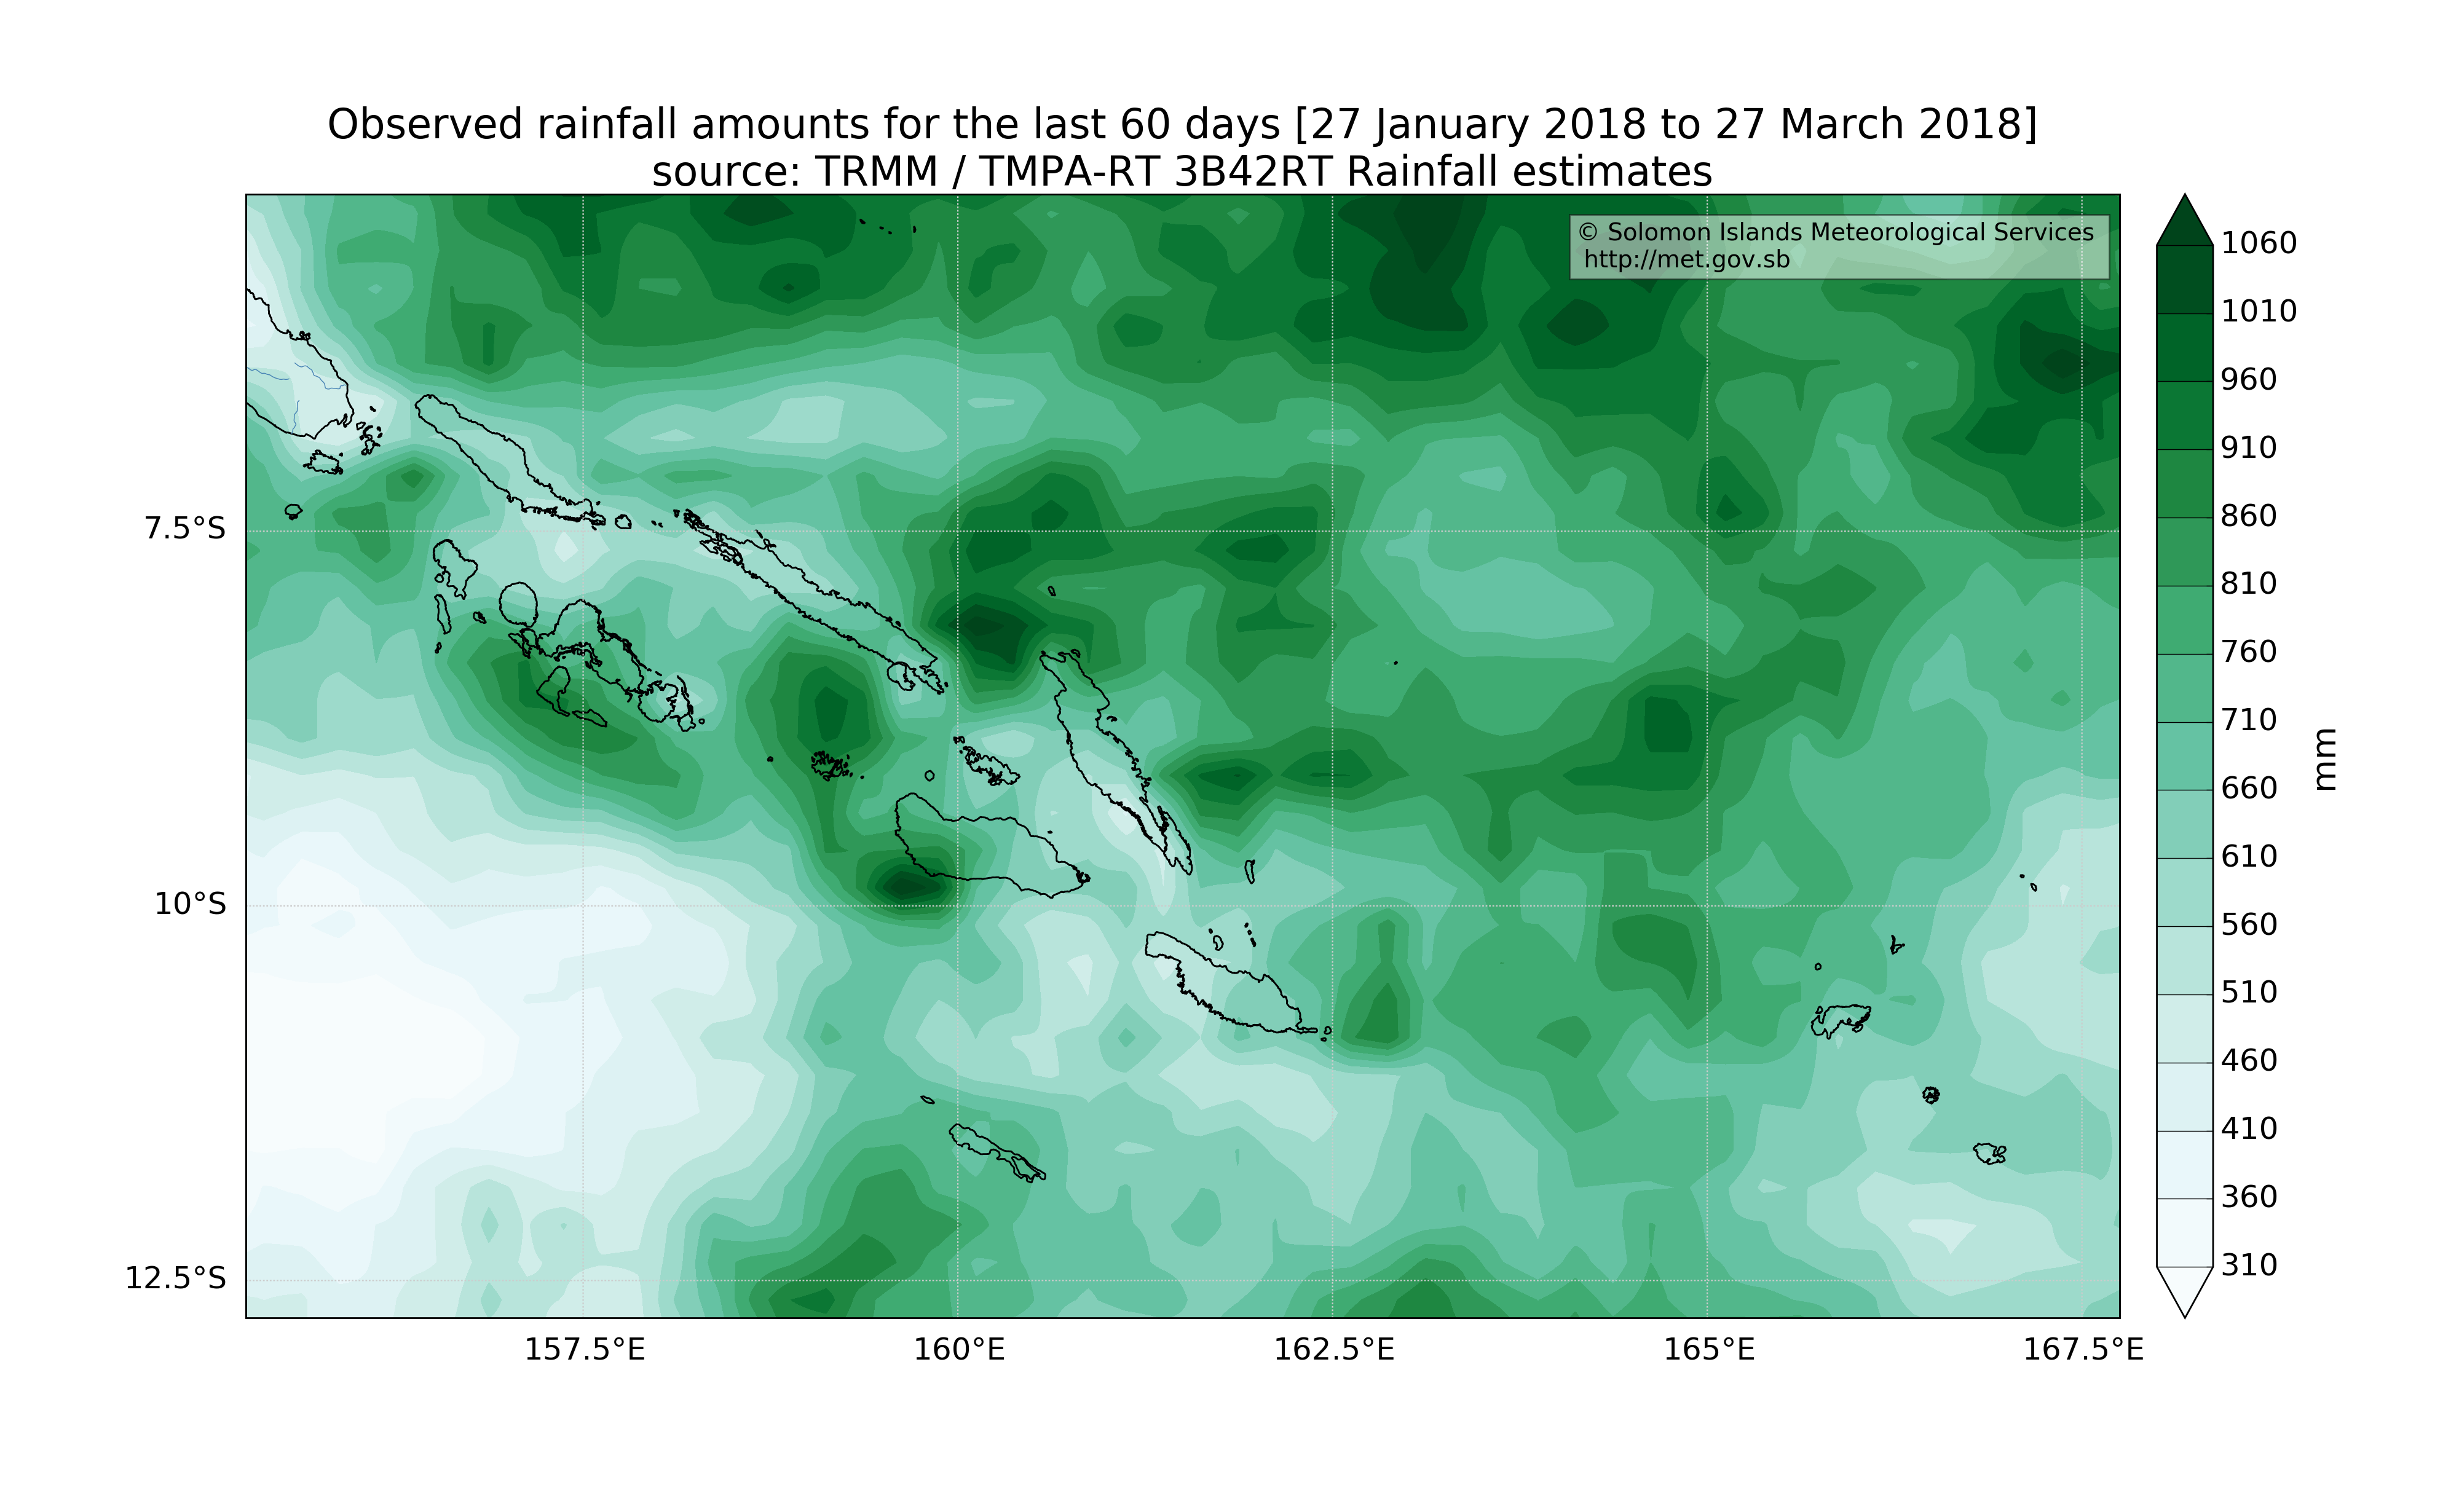 Observed rainfall amounts for the last 60 days [27 January 2018 to 27 March 2018]
source: TRMM / TMPA-RT 3B42RT Rainfall estimates
© Solomon Islands Meteorological Services
http://met.gov.sb
7.5°S
10°S
12.5°S
157.5°E
160°E
162.5°E
165°E
167.5°E
1060
1010
960
910
860
810
760
710
660
610
560
510
460
410
360
310
mm